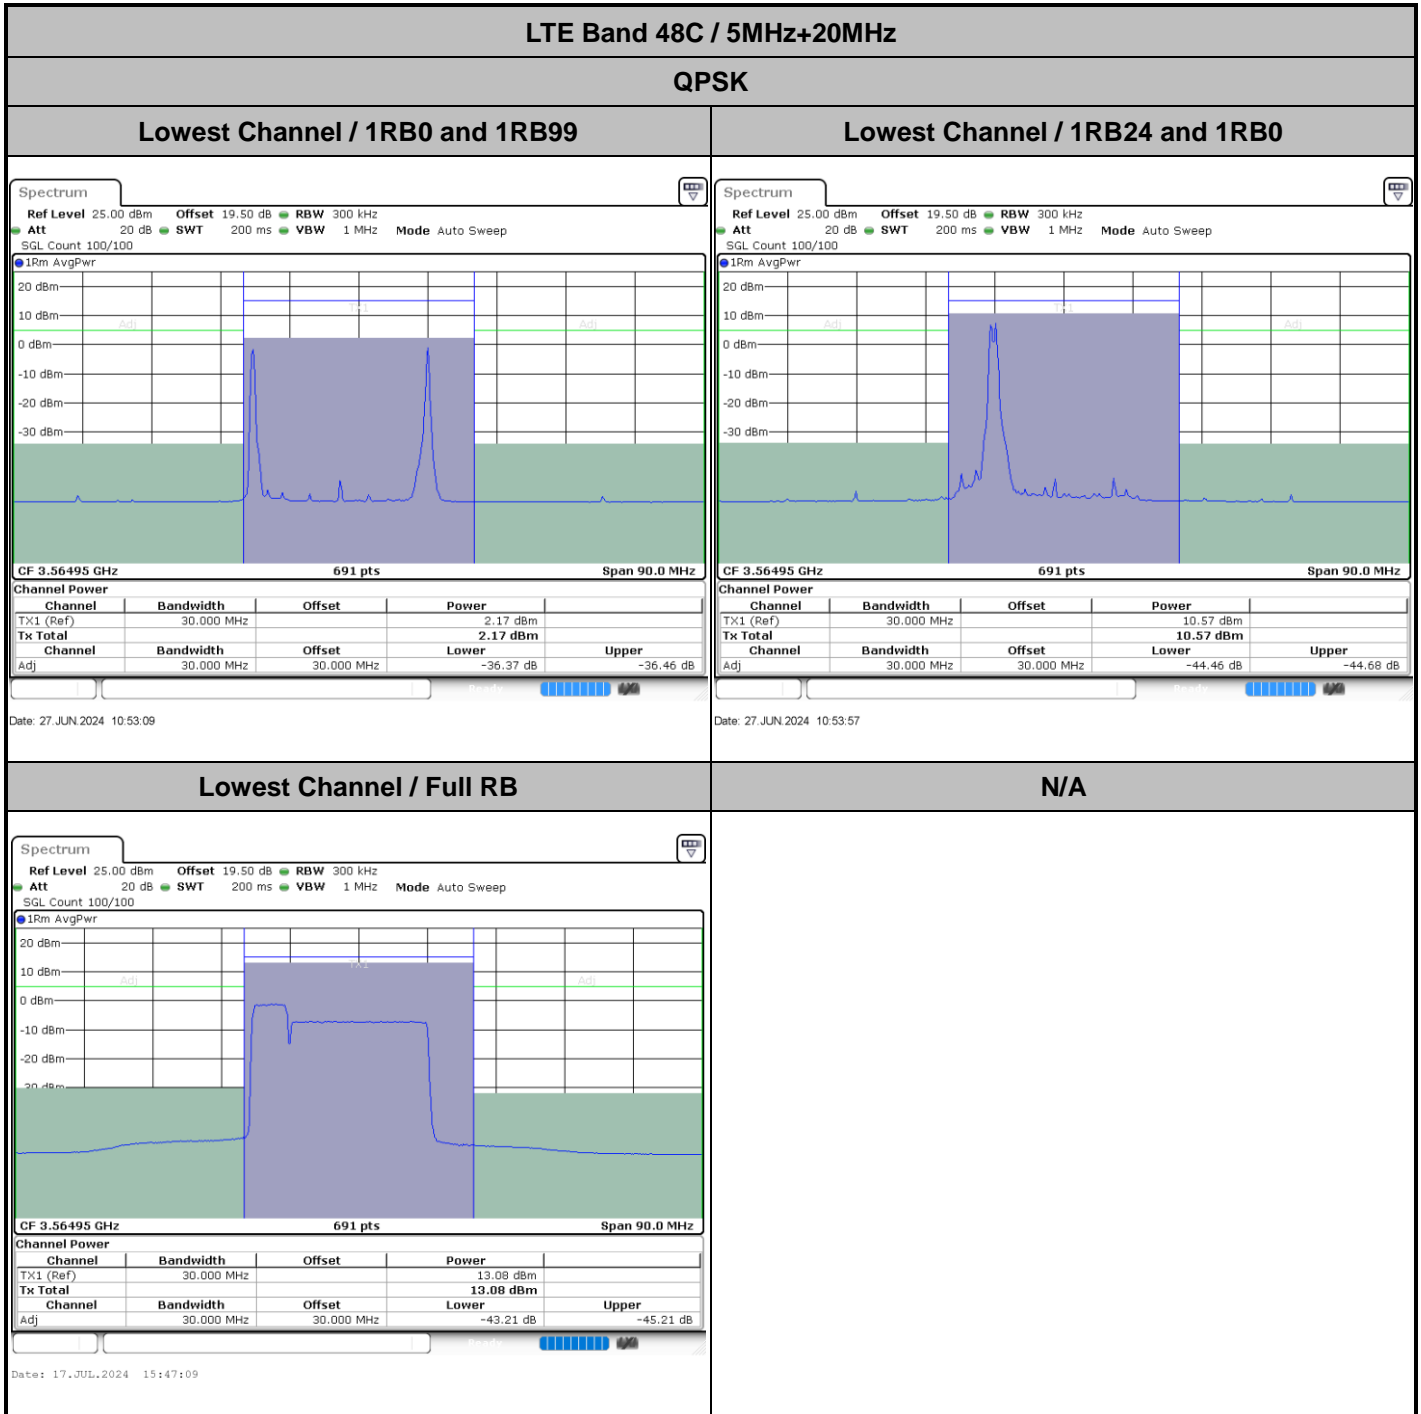 LTE Band 48C / 5MHz+20MHz
QPSK
Lowest Channel / 1RB0 and 1RB99
Lowest Channel / 1RB24 and 1RB0
Spectrum
Ref Level 25.00 dBm Offset 19.50 dB RBW 300 kHz
Att 20 dB SWT 200 ms VBW 1 MHz Mode Auto Sweep
SGL Count 100/100
1Rm AvgPwr
20 dBm
10 dBm
Adj
TX1
Adj
0 dBm
-10 dBm
-20 dBm
-30 dBm
CF 3.56495 GHz 691 pts Span 90.0 MHz
Channel Power
Channel Bandwidth Offset Power
TX1 (Ref) 30.000 MHz 2.17 dBm
Tx Total 2.17 dBm
Channel Bandwidth Offset Lower Upper
Adj 30.000 MHz 30.000 MHz -36.37 dB -36.46 dB
Ready
Date: 27.JUN.2024 10:53:09
Spectrum
Ref Level 25.00 dBm Offset 19.50 dB RBW 300 kHz
Att 20 dB SWT 200 ms VBW 1 MHz Mode Auto Sweep
SGL Count 100/100
1Rm AvgPwr
20 dBm
10 dBm
Adj
TX1
Adj
0 dBm
-10 dBm
-20 dBm
-30 dBm
CF 3.56495 GHz 691 pts Span 90.0 MHz
Channel Power
Channel Bandwidth Offset Power
TX1 (Ref) 30.000 MHz 10.57 dBm
Tx Total 10.57 dBm
Channel Bandwidth Offset Lower Upper
Adj 30.000 MHz 30.000 MHz -44.46 dB -44.68 dB
Ready
Date: 27.JUN.2024 10:53:57
Lowest Channel / Full RB
N/A
Spectrum
Ref Level 25.00 dBm Offset 19.50 dB RBW 300 kHz
Att 20 dB SWT 200 ms VBW 1 MHz Mode Auto Sweep
SGL Count 100/100
1Rm AvgPwr
20 dBm
10 dBm
Adj
TX1
Adj
0 dBm
-10 dBm
-20 dBm
-30 dBm
CF 3.56495 GHz 691 pts Span 90.0 MHz
Channel Power
Channel Bandwidth Offset Power
TX1 (Ref) 30.000 MHz 13.08 dBm
Tx Total 13.08 dBm
Channel Bandwidth Offset Lower Upper
Adj 30.000 MHz 30.000 MHz -43.21 dB -45.21 dB
Ready
Date: 17.JUL.2024 15:47:09